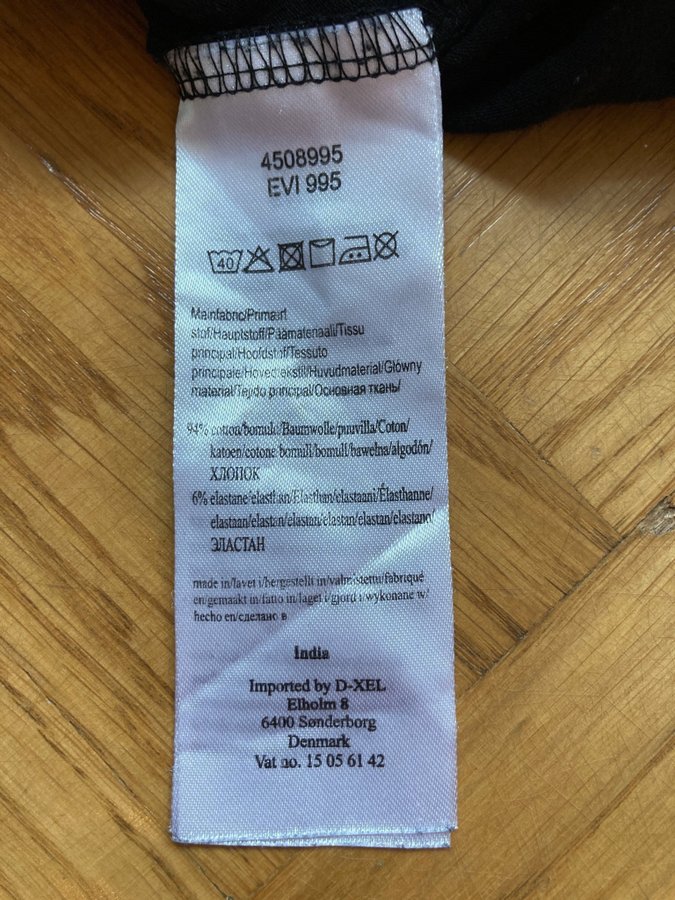 4508995
EVI 995
40
Mainfabric/Primært
stof/Hauptstoff/Päämateriaali/Tissu
principal/Hoofdstof/Tessuto
principale/Hovedtekstil/Huvudmaterial/Główny
material/Tejido principal/Основная ткань/
94% cotton/bomuld/Baumwolle/puuvilla/Coton/
katoen/cotone/bomull/bomull/bawełna/algodón/
ХЛОПОК
6% elastane/elasthan/Elasthan/elastaani/Élasthanne/
elastaan/elastan/elastan/elastan/elastan/elastano/
ЭЛАСТАН
made in/lavet i/hergestellt in/valmistettu/fabriqué
en/gemaakt in/fatto in/laget i/gjord i/wykonane w/
hecho en/сделано в
India
Imported by D-XEL
Elholm 8
6400 Sønderborg
Denmark
Vat no. 15 05 61 42